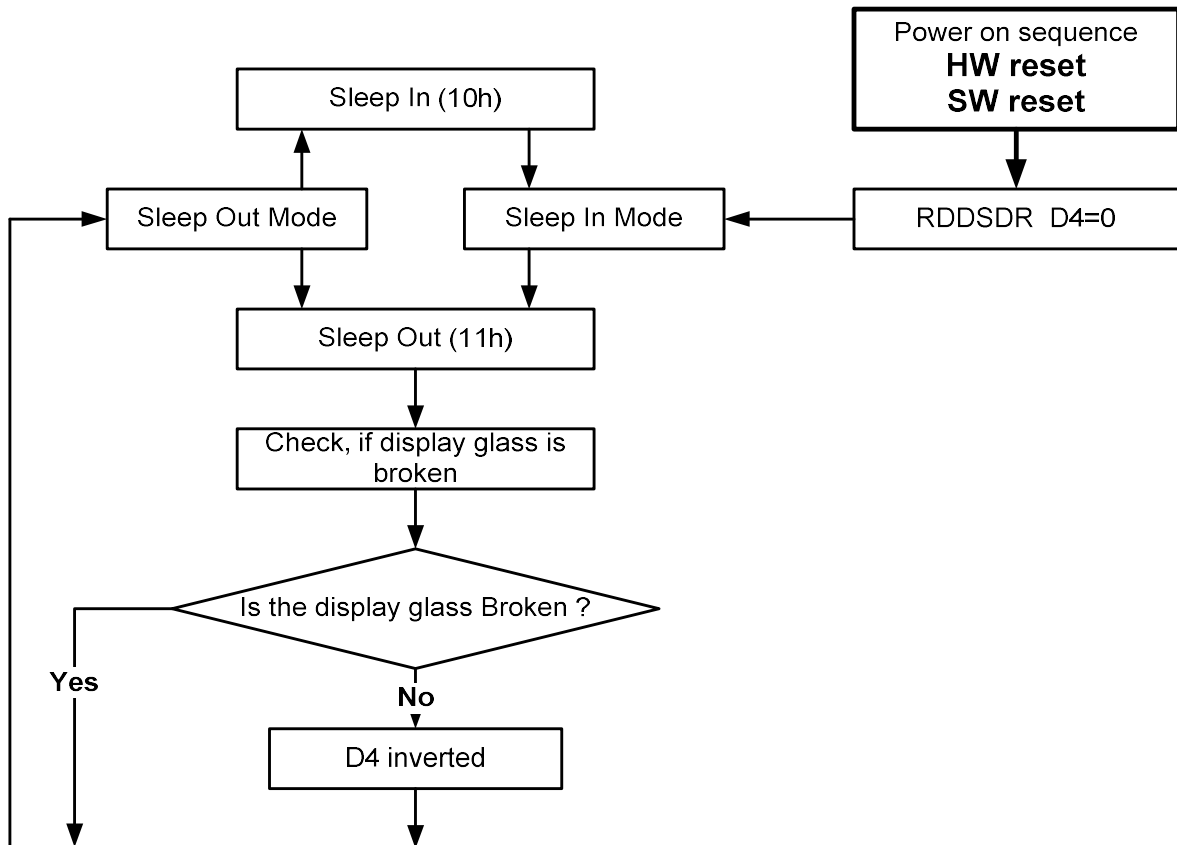 Power on sequence
HW reset
SW reset
Sleep In (10h)
Sleep Out Mode
Sleep In Mode
RDDSDR  D4=0
Sleep Out (11h)
Check, if display glass is
broken
Is the display glass Broken ?
Yes
No
D4 inverted